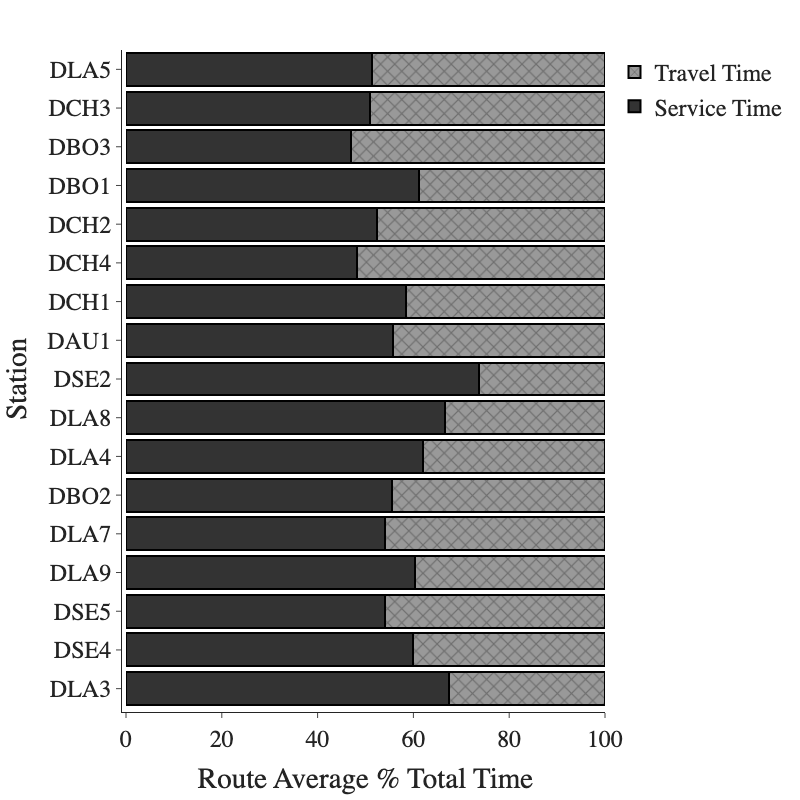 DLA5
DCH3
DBO3
DBO1
DCH2
DCH4
DCH1
DAU1
DSE2
DLA8
DLA4
DBO2
DLA7
DLA9
DSE5
DSE4
DLA3
Station
0 20 40 60 80 100
Route Average % Total Time
Travel Time
Service Time